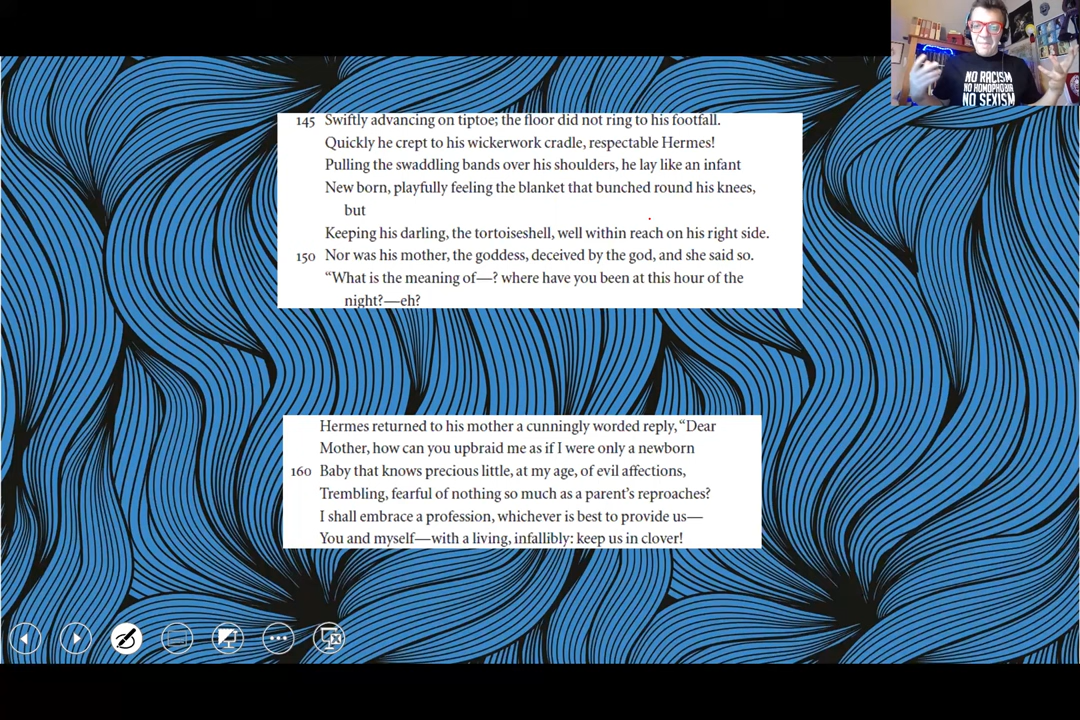 NO RACISM
NO HOMOPHOBIA
NO SEXISM
145 Swiftly advancing on tiptoe; the floor did not ring to his footfall.
Quickly he crept to his wickerwork cradle, respectable Hermes!
Pulling the swaddling bands over his shoulders, he lay like an infant
New born, playfully feeling the blanket that bunched round his knees,
but
Keeping his darling, the tortoiseshell, well within reach on his right side.
150 Nor was his mother, the goddess, deceived by the god, and she said so.
“What is the meaning of—? where have you been at this hour of the
night?—eh?
Hermes returned to his mother a cunningly worded reply, “Dear
Mother, how can you upbraid me as if I were only a newborn
160 Baby that knows precious little, at my age, of evil affections,
Trembling, fearful of nothing so much as a parent’s reproaches?
I shall embrace a profession, whichever is best to provide us—
You and myself—with a living, infallibly: keep us in clover!